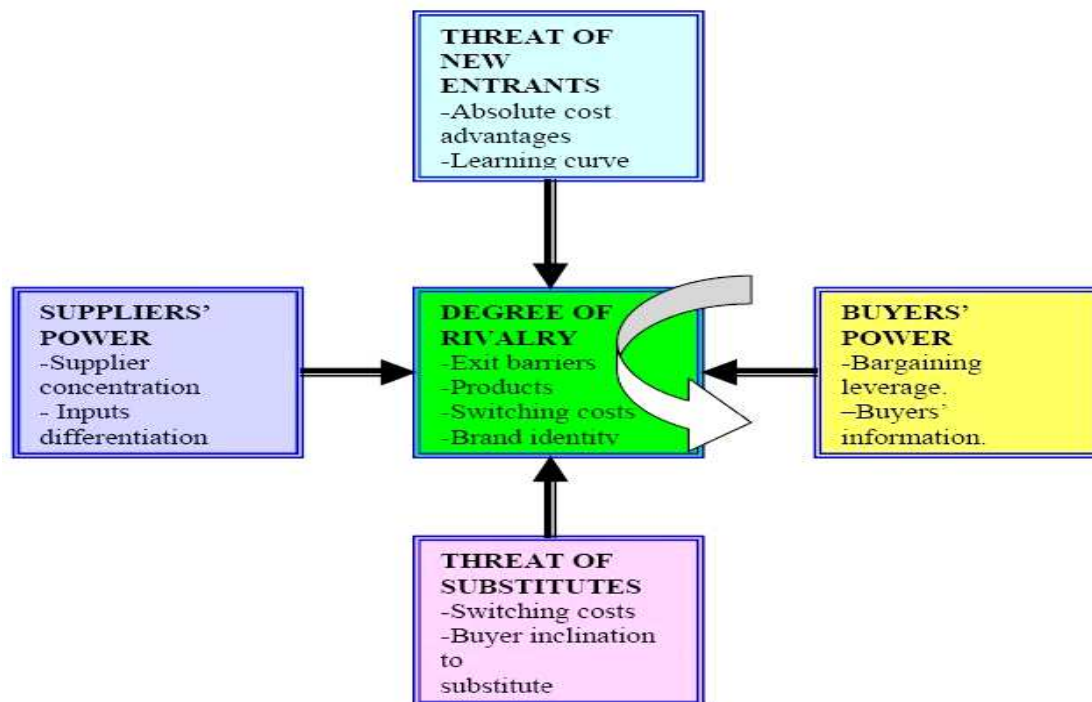 THREAT OF
NEW
ENTRANTS
-Absolute cost
advantages
-Learning curve
SUPPLIERS’
POWER
-Supplier
concentration
- Inputs
differentiation
DEGREE OF
RIVALRY
-Exit barriers
-Products
-Switching costs
-Brand identity
BUYERS’
POWER
-Bargaining
leverage.
–Buyers’
information.
THREAT OF
SUBSTITUTES
-Switching costs
-Buyer inclination
to
substitute